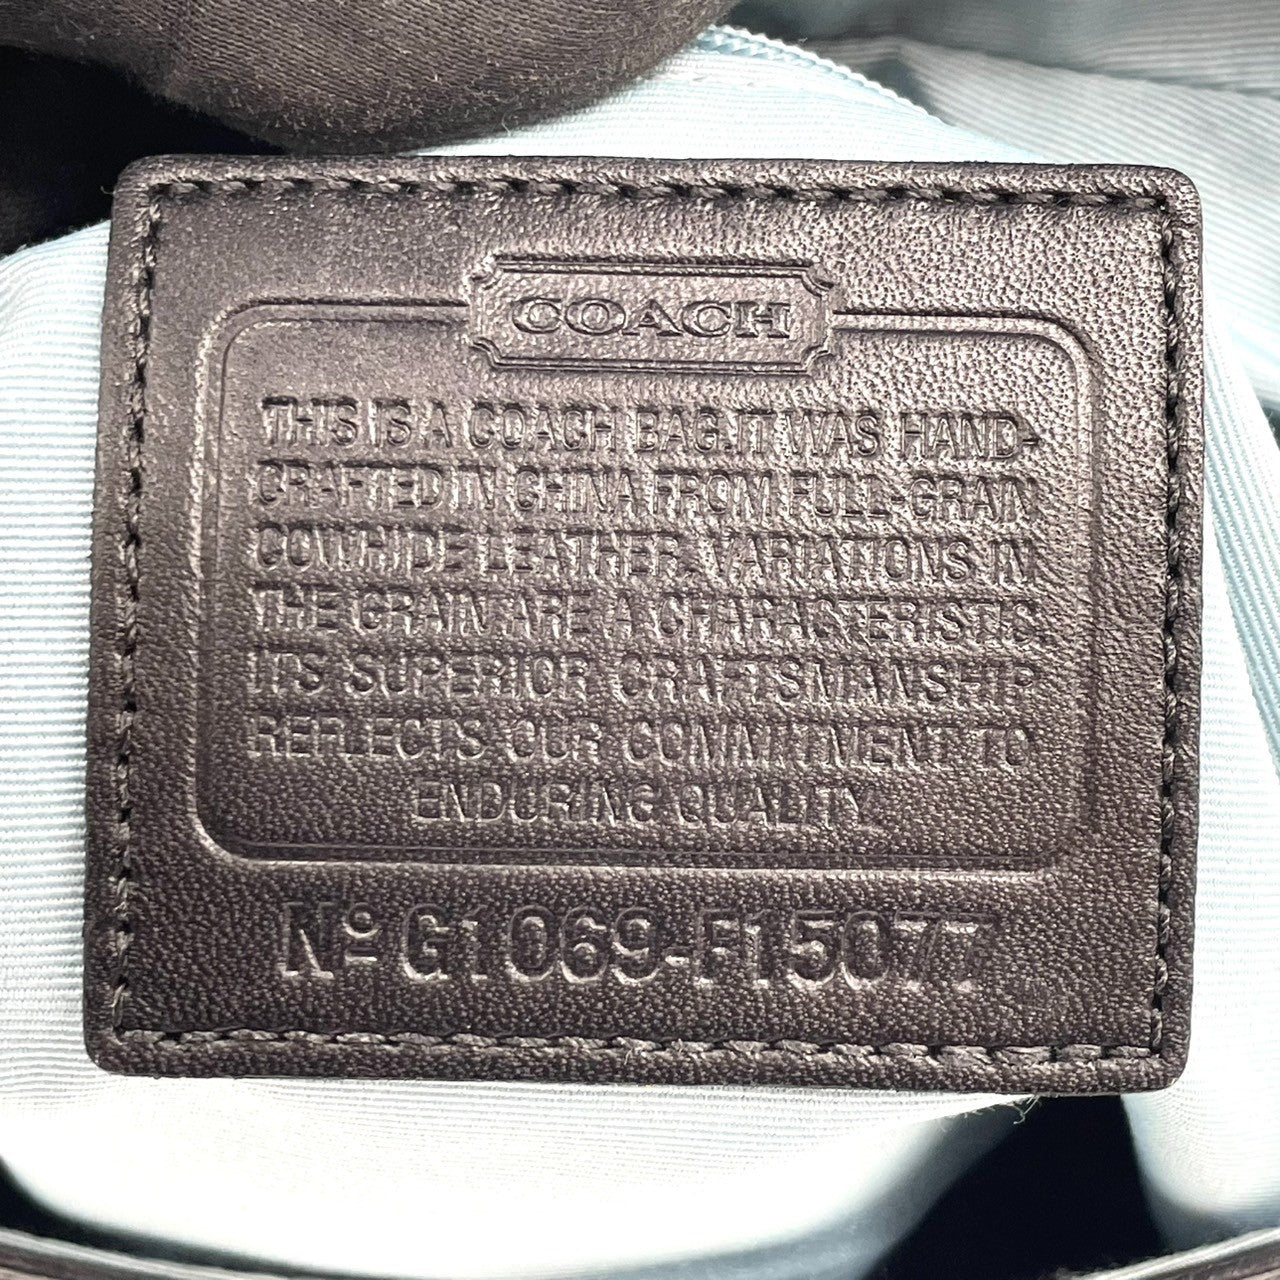 COACH
THIS IS A COACH BAG. IT WAS HAND-
CRAFTED IN CHINA FROM FULL-GRAIN
COWHIDE LEATHER. VARIATIONS IN
THE GRAIN ARE A CHARACTERISTIC.
ITS SUPERIOR CRAFTSMANSHIP
REFLECTS OUR COMMITMENT TO
ENDURING QUALITY.
Nº G1069-F15077